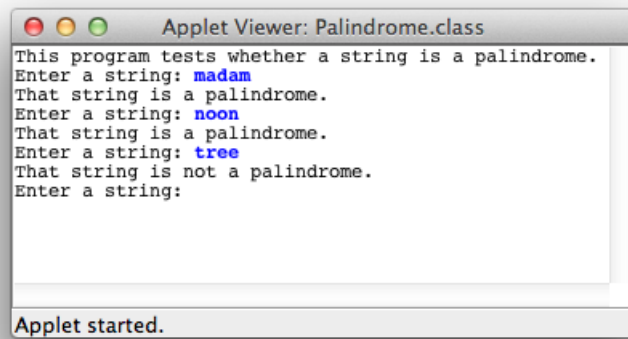 Applet Viewer: Palindrome.class
This program tests whether a string is a palindrome.
Enter a string: madam
That string is a palindrome.
Enter a string: noon
That string is a palindrome.
Enter a string: tree
That string is not a palindrome.
Enter a string:
Applet started.